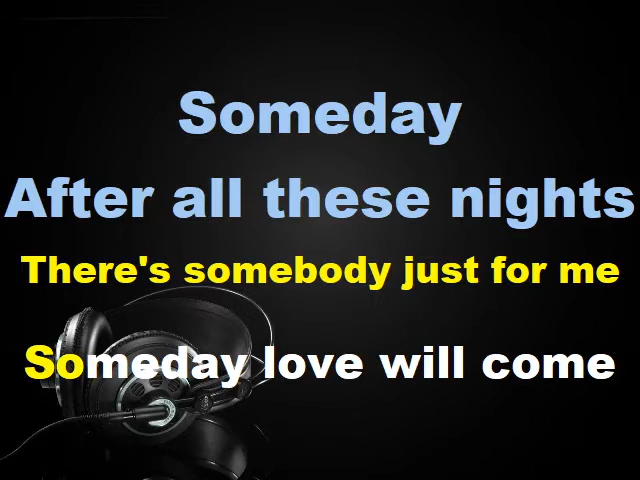 Someday
After all these nights
There's somebody just for me
Someday love will come